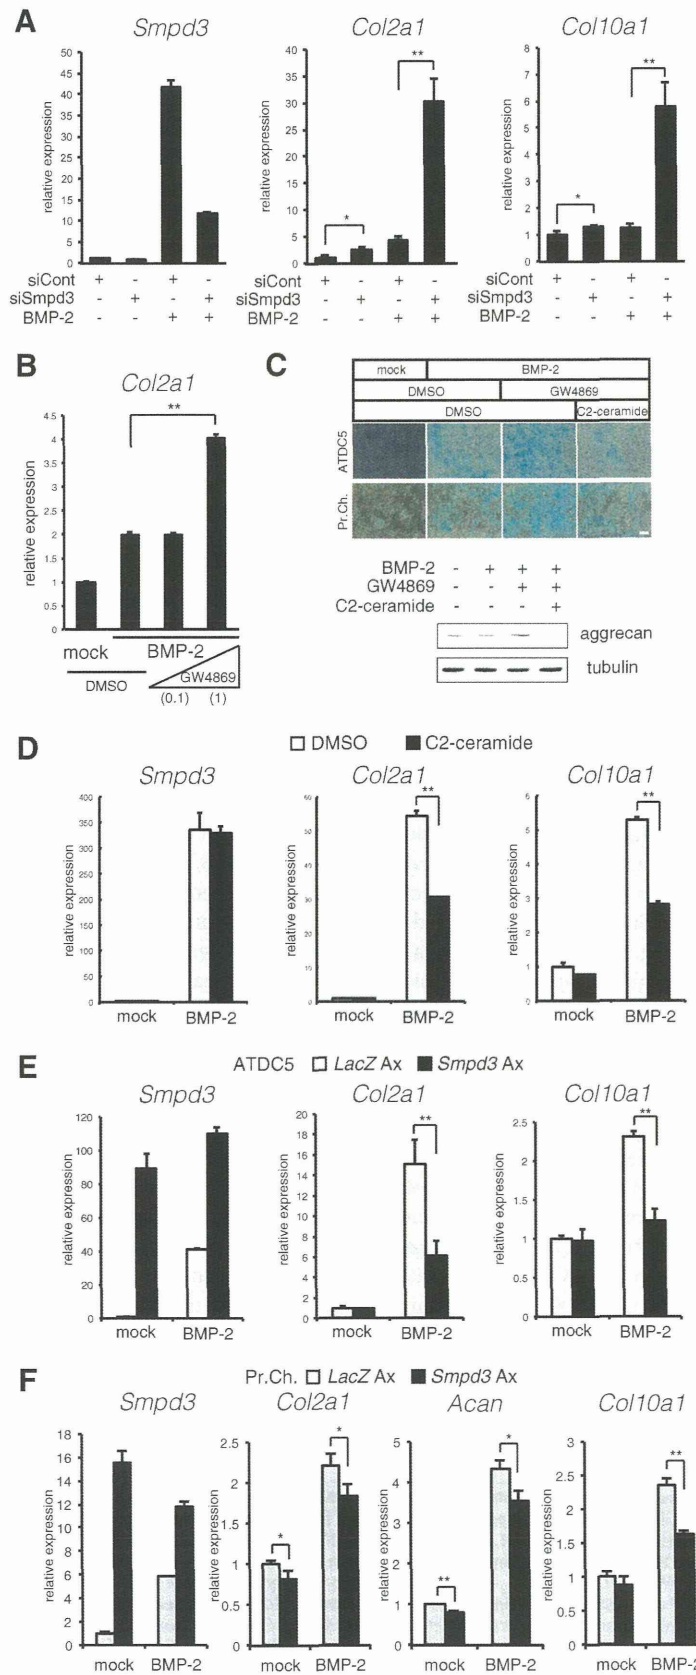 A
Smpd3 Col2a1 Col10a1
relative expression
50
45
40
35
30
25
20
15
10
5
0
relative expression
40
35
30
25
20
15
10
5
0
* **
relative expression
8
7
6
5
4
3
2
1
0
* **
siCont + - + -
siSmpd3 - + - +
BMP-2 - - + +
siCont + - + -
siSmpd3 - + - +
BMP-2 - - + +
siCont + - + -
siSmpd3 - + - +
BMP-2 - - + +
B
Col2a1
relative expression
4.5
4
3.5
3
2.5
2
1.5
1
0.5
0
**
mock BMP-2
DMSO GW4869
(0.1) (1)
C
mock BMP-2
DMSO GW4869
DMSO C2-ceramide
ATDC5
Pr.Ch.
BMP-2 - + + +
GW4869 - - + +
C2-ceramide - - - +
aggrecan
tubulin
D
DMSO C2-ceramide
Smpd3 Col2a1 Col10a1
relative expression
400
350
300
250
200
150
100
50
0
mock BMP-2
relative expression
60
50
40
30
20
10
0
**
mock BMP-2
relative expression
6
5
4
3
2
1
0
**
mock BMP-2
E
ATDC5 LacZ Ax Smpd3 Ax
Smpd3 Col2a1 Col10a1
relative expression
120
100
80
60
40
20
0
mock BMP-2
relative expression
20
18
16
14
12
10
8
6
4
2
0
**
mock BMP-2
relative expression
2.5
2
1.5
1
0.5
0
**
mock BMP-2
F
Pr.Ch. LacZ Ax Smpd3 Ax
Smpd3 Col2a1 Acan Col10a1
relative expression
18
16
14
12
10
8
6
4
2
0
mock BMP-2
relative expression
2.5
2
1.5
1
0.5
0
* *
mock BMP-2
relative expression
5
4
3
2
1
0
** *
mock BMP-2
relative expression
3
2.5
2
1.5
1
0.5
0
**
mock BMP-2